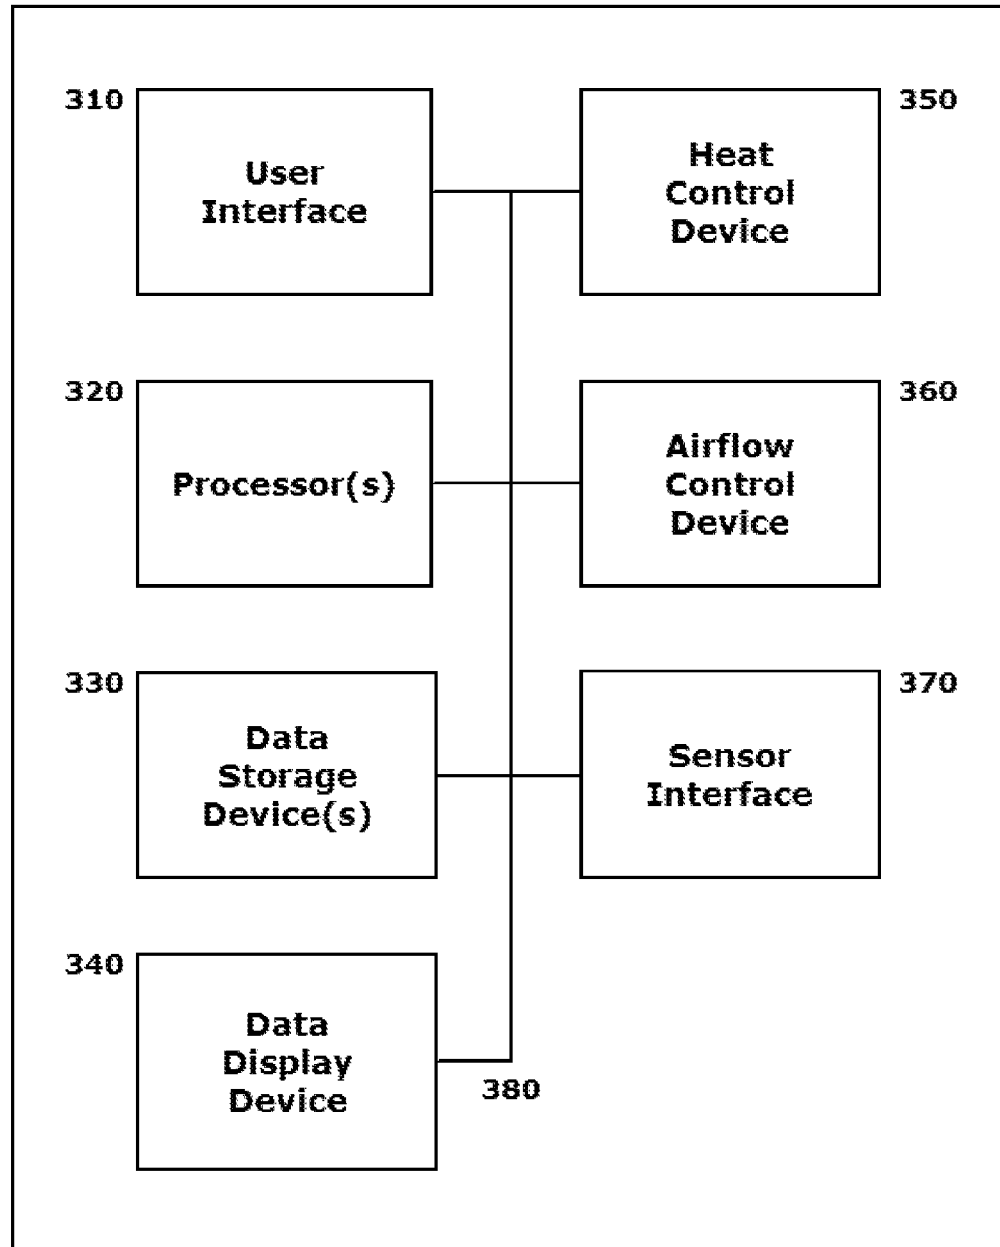 310
User
Interface
350
Heat
Control
Device
320
Processor(s)
360
Airflow
Control
Device
330
Data
Storage
Device(s)
370
Sensor
Interface
340
Data
Display
Device
380